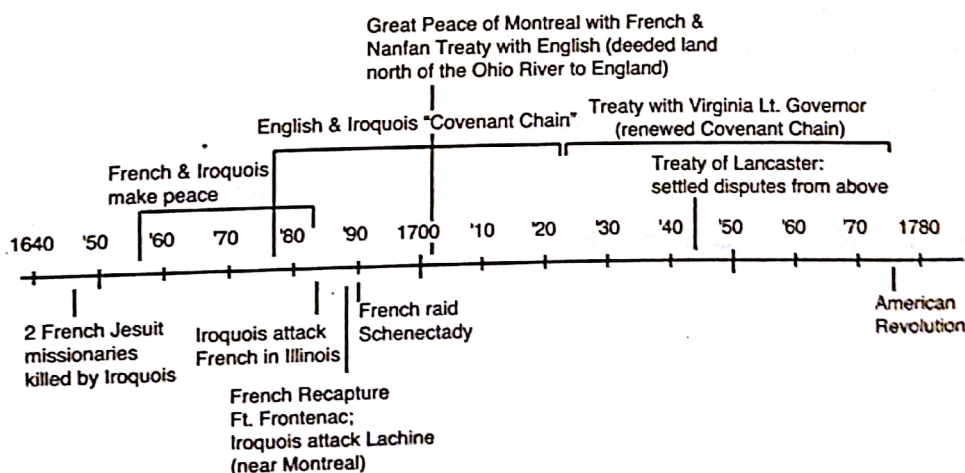 Great Peace of Montreal with French &
Nanfan Treaty with English (deeded land
north of the Ohio River to England)
English & Iroquois "Covenant Chain"
Treaty with Virginia Lt. Governor
(renewed Covenant Chain)
French & Iroquois
make peace
Treaty of Lancaster:
settled disputes from above
1640 '50 '60 '70 '80 '90 1700 '10 '20 '30 '40 '50 '60 '70 1780
2 French Jesuit
missionaries
killed by Iroquois
Iroquois attack
French in Illinois
French raid
Schenectady
American
Revolution
French Recapture
Ft. Frontenac;
Iroquois attack Lachine
(near Montreal)